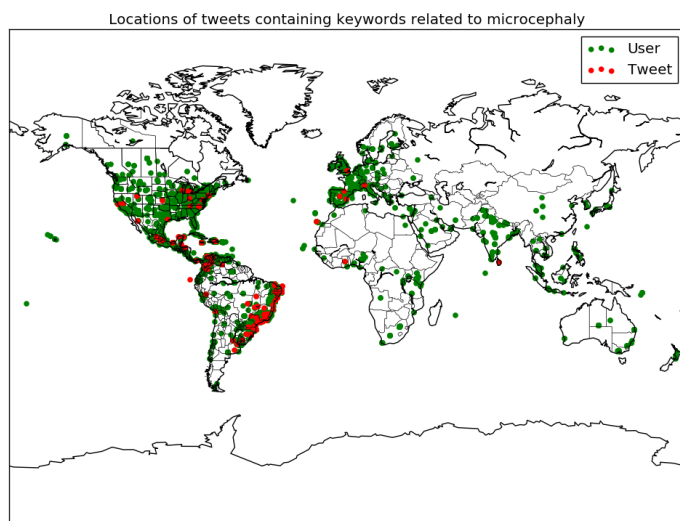 Locations of tweets containing keywords related to microcephaly
User
Tweet